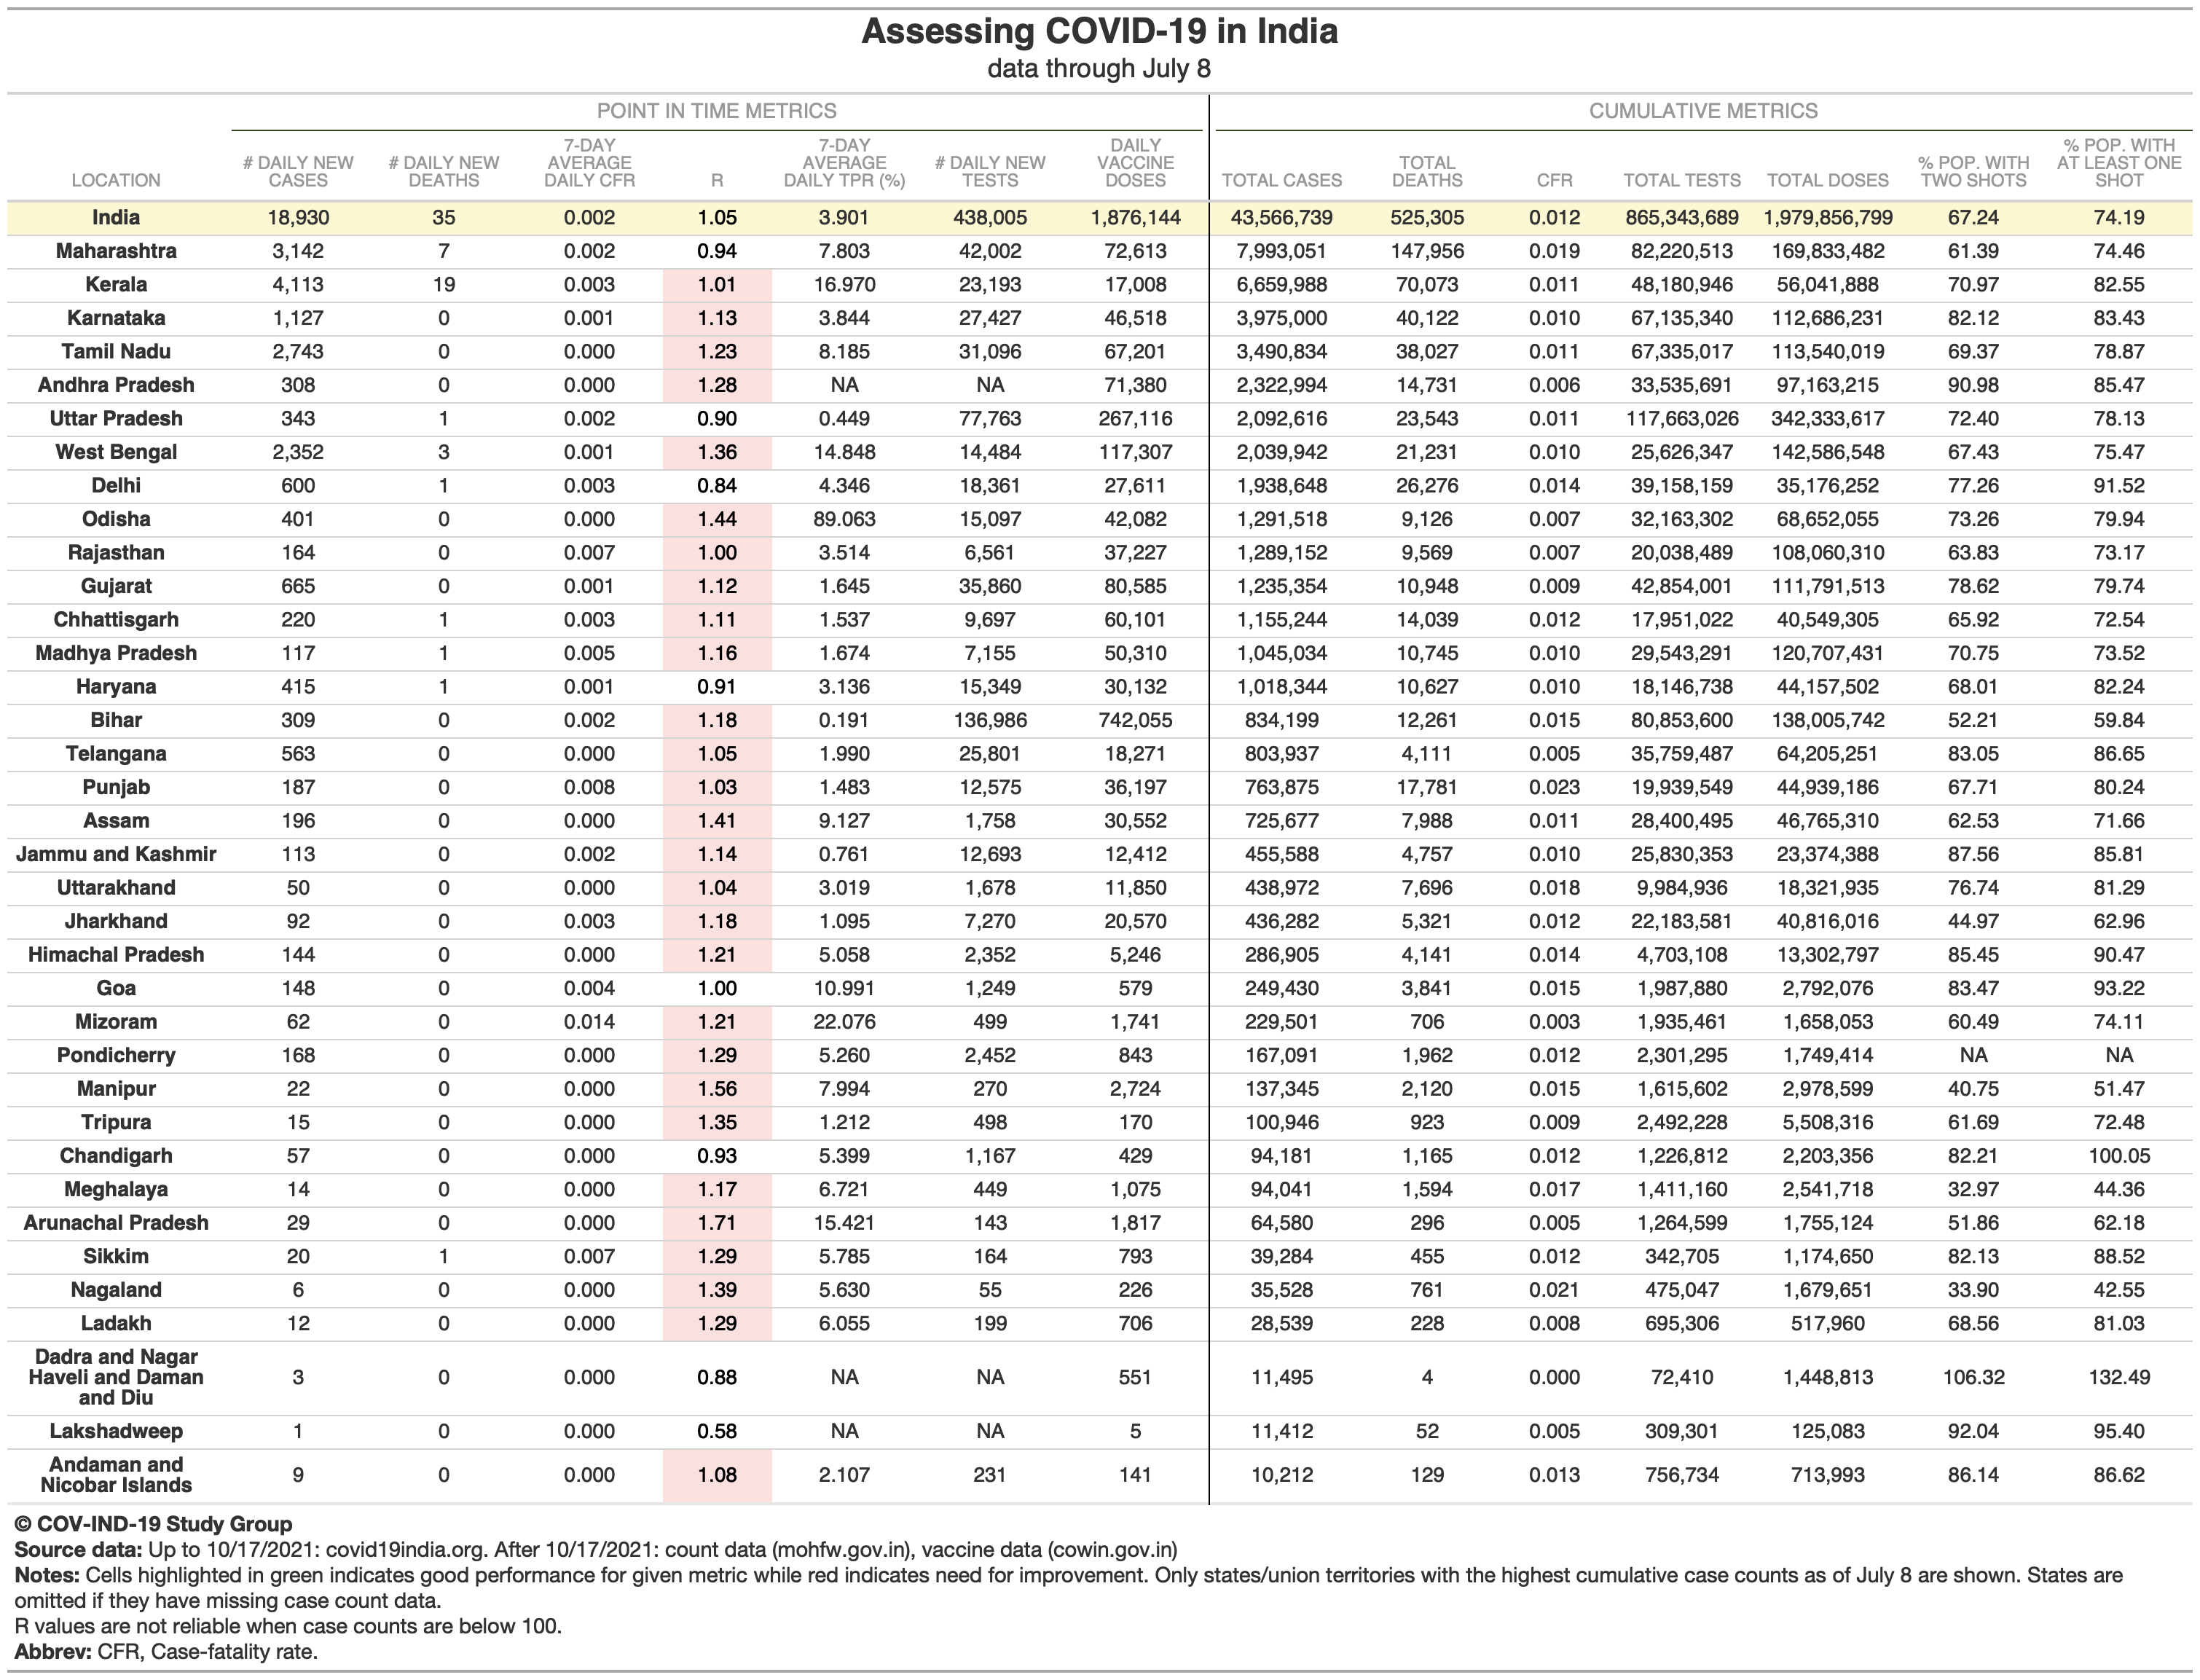 Assessing COVID-19 in India
data through July 8
POINT IN TIME METRICS CUMULATIVE METRICS
LOCATION # DAILY NEW CASES # DAILY NEW DEATHS 7-DAY AVERAGE DAILY CFR R 7-DAY AVERAGE DAILY TPR (%) # DAILY NEW TESTS DAILY VACCINE DOSES TOTAL CASES TOTAL DEATHS CFR TOTAL TESTS TOTAL DOSES % POP. WITH TWO SHOTS % POP. WITH AT LEAST ONE SHOT
India 18,930 35 0.002 1.05 3.901 438,005 1,876,144 43,566,739 525,305 0.012 865,343,689 1,979,856,799 67.24 74.19
Maharashtra 3,142 7 0.002 0.94 7.803 42,002 72,613 7,993,051 147,956 0.019 82,220,513 169,833,482 61.39 74.46
Kerala 4,113 19 0.003 1.01 16.970 23,193 17,008 6,659,988 70,073 0.011 48,180,946 56,041,888 70.97 82.55
Karnataka 1,127 0 0.001 1.13 3.844 27,427 46,518 3,975,000 40,122 0.010 67,135,340 112,686,231 82.12 83.43
Tamil Nadu 2,743 0 0.000 1.23 8.185 31,096 67,201 3,490,834 38,027 0.011 67,335,017 113,540,019 69.37 78.87
Andhra Pradesh 308 0 0.000 1.28 NA NA 71,380 2,322,994 14,731 0.006 33,535,691 97,163,215 90.98 85.47
Uttar Pradesh 343 1 0.002 0.90 0.449 77,763 267,116 2,092,616 23,543 0.011 117,663,026 342,333,617 72.40 78.13
West Bengal 2,352 3 0.001 1.36 14.848 14,484 117,307 2,039,942 21,231 0.010 25,626,347 142,586,548 67.43 75.47
Delhi 600 1 0.003 0.84 4.346 18,361 27,611 1,938,648 26,276 0.014 39,158,159 35,176,252 77.26 91.52
Odisha 401 0 0.000 1.44 89.063 15,097 42,082 1,291,518 9,126 0.007 32,163,302 68,652,055 73.26 79.94
Rajasthan 164 0 0.007 1.00 3.514 6,561 37,227 1,289,152 9,569 0.007 20,038,489 108,060,310 63.83 73.17
Gujarat 665 0 0.001 1.12 1.645 35,860 80,585 1,235,354 10,948 0.009 42,854,001 111,791,513 78.62 79.74
Chhattisgarh 220 1 0.003 1.11 1.537 9,697 60,101 1,155,244 14,039 0.012 17,951,022 40,549,305 65.92 72.54
Madhya Pradesh 117 1 0.005 1.16 1.674 7,155 50,310 1,045,034 10,745 0.010 29,543,291 120,707,431 70.75 73.52
Haryana 415 1 0.001 0.91 3.136 15,349 30,132 1,018,344 10,627 0.010 18,146,738 44,157,502 68.01 82.24
Bihar 309 0 0.002 1.18 0.191 136,986 742,055 834,199 12,261 0.015 80,853,600 138,005,742 52.21 59.84
Telangana 563 0 0.000 1.05 1.990 25,801 18,271 803,937 4,111 0.005 35,759,487 64,205,251 83.05 86.65
Punjab 187 0 0.008 1.03 1.483 12,575 36,197 763,875 17,781 0.023 19,939,549 44,939,186 67.71 80.24
Assam 196 0 0.000 1.41 9.127 1,758 30,552 725,677 7,988 0.011 28,400,495 46,765,310 62.53 71.66
Jammu and Kashmir 113 0 0.002 1.14 0.761 12,693 12,412 455,588 4,757 0.010 25,830,353 23,374,388 87.56 85.81
Uttarakhand 50 0 0.000 1.04 3.019 1,678 11,850 438,972 7,696 0.018 9,984,936 18,321,935 76.74 81.29
Jharkhand 92 0 0.003 1.18 1.095 7,270 20,570 436,282 5,321 0.012 22,183,581 40,816,016 44.97 62.96
Himachal Pradesh 144 0 0.000 1.21 5.058 2,352 5,246 286,905 4,141 0.014 4,703,108 13,302,797 85.45 90.47
Goa 148 0 0.004 1.00 10.991 1,249 579 249,430 3,841 0.015 1,987,880 2,792,076 83.47 93.22
Mizoram 62 0 0.014 1.21 22.076 499 1,741 229,501 706 0.003 1,935,461 1,658,053 60.49 74.11
Pondicherry 168 0 0.000 1.29 5.260 2,452 843 167,091 1,962 0.012 2,301,295 1,749,414 NA NA
Manipur 22 0 0.000 1.56 7.994 270 2,724 137,345 2,120 0.015 1,615,602 2,978,599 40.75 51.47
Tripura 15 0 0.000 1.35 1.212 498 170 100,946 923 0.009 2,492,228 5,508,316 61.69 72.48
Chandigarh 57 0 0.000 0.93 5.399 1,167 429 94,181 1,165 0.012 1,226,812 2,203,356 82.21 100.05
Meghalaya 14 0 0.000 1.17 6.721 449 1,075 94,041 1,594 0.017 1,411,160 2,541,718 32.97 44.36
Arunachal Pradesh 29 0 0.000 1.71 15.421 143 1,817 64,580 296 0.005 1,264,599 1,755,124 51.86 62.18
Sikkim 20 1 0.007 1.29 5.785 164 793 39,284 455 0.012 342,705 1,174,650 82.13 88.52
Nagaland 6 0 0.000 1.39 5.630 55 226 35,528 761 0.021 475,047 1,679,651 33.90 42.55
Ladakh 12 0 0.000 1.29 6.055 199 706 28,539 228 0.008 695,306 517,960 68.56 81.03
Dadra and Nagar Haveli and Daman and Diu 3 0 0.000 0.88 NA NA 551 11,495 4 0.000 72,410 1,448,813 106.32 132.49
Lakshadweep 1 0 0.000 0.58 NA NA 5 11,412 52 0.005 309,301 125,083 92.04 95.40
Andaman and Nicobar Islands 9 0 0.000 1.08 2.107 231 141 10,212 129 0.013 756,734 713,993 86.14 86.62
© COV-IND-19 Study Group
Source data: Up to 10/17/2021: covid19india.org. After 10/17/2021: count data (mohfw.gov.in), vaccine data (cowin.gov.in)
Notes: Cells highlighted in green indicates good performance for given metric while red indicates need for improvement. Only states/union territories with the highest cumulative case counts as of July 8 are shown. States are
omitted if they have missing case count data.
R values are not reliable when case counts are below 100.
Abbrev: CFR, Case-fatality rate.